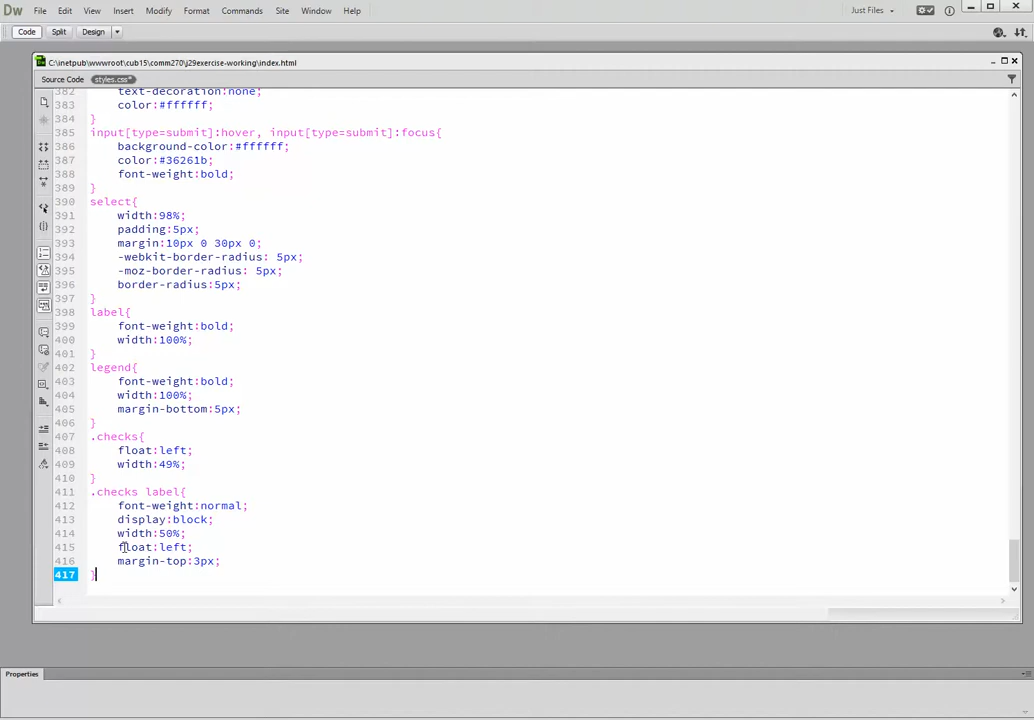 Dw File Edit View Insert Modify Format Commands Site Window Help Just Files
Code Split Design
C:\inetpub\wwwroot\cub15\comm270\j29exercise-working\index.html
Source Code styles.css*
382 text-decoration:none;
383 color:#ffffff;
384 }
385 input[type=submit]:hover, input[type=submit]:focus{
386 background-color:#ffffff;
387 color:#36261b;
388 font-weight:bold;
389 }
390 select{
391 width:98%;
392 padding:5px;
393 margin:10px 0 30px 0;
394 -webkit-border-radius: 5px;
395 -moz-border-radius: 5px;
396 border-radius:5px;
397 }
398 label{
399 font-weight:bold;
400 width:100%;
401 }
402 legend{
403 font-weight:bold;
404 width:100%;
405 margin-bottom:5px;
406 }
407 .checks{
408 float:left;
409 width:49%;
410 }
411 .checks label{
412 font-weight:normal;
413 display:block;
414 width:50%;
415 float:left;
416 margin-top:3px;
417 }
Properties